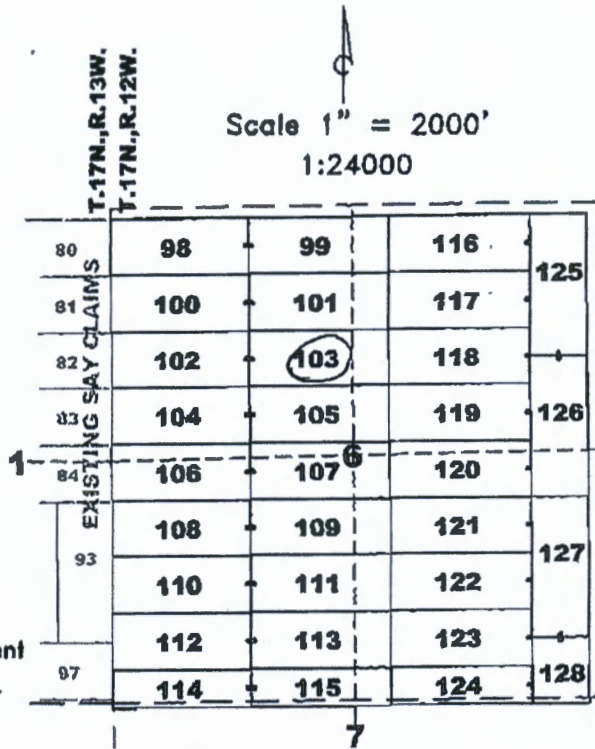 Scale 1" = 2000'
1:24000
T.17N.,R.13W.
T.17N.,R.12W.
EXISTING SAY CLAIMS
80 98 99 116 125
81 100 101 117
82 102 103 118
83 104 105 119 126
1 84 106 107 6 120
93 108 109 121 127
110 111 122
112 113 123
97 114 115 124 128
7